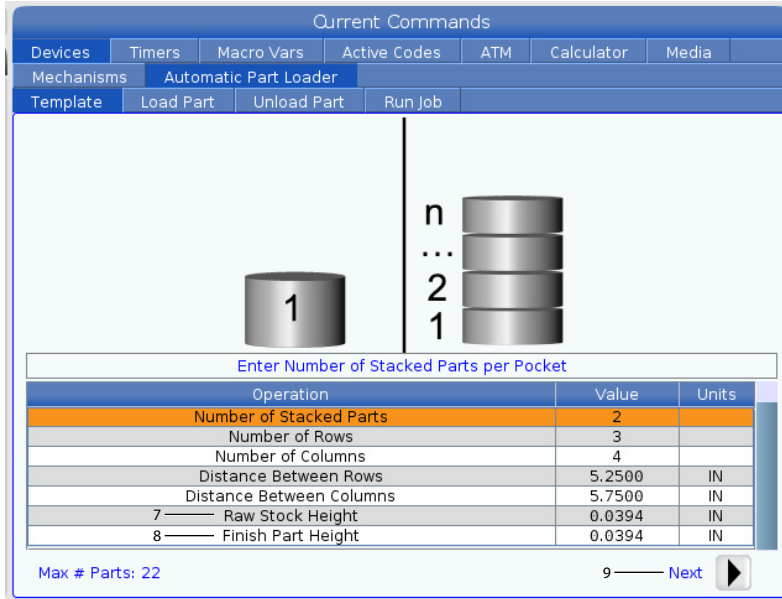 Current Commands
Devices Timers Macro Vars Active Codes ATM Calculator Media
Mechanisms Automatic Part Loader
Template Load Part Unload Part Run Job
n
...
2
1
1
Enter Number of Stacked Parts per Pocket
Operation Value Units
Number of Stacked Parts 2
Number of Rows 3
Number of Columns 4
Distance Between Rows 5.2500 IN
Distance Between Columns 5.7500 IN
7 Raw Stock Height 0.0394 IN
8 Finish Part Height 0.0394 IN
Max # Parts: 22 9 Next